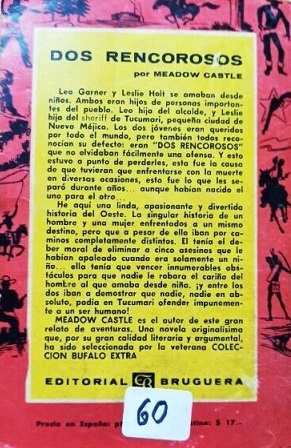 DOS RENCOROSOS
por MEADOW CASTLE
Leo Garner y Leslie Holt se amaban desde
niños. Ambos eran hijos de personas importan-
tes del pueblo. Leo hijo del alcalde, y Leslie
hija del sheriff de Tucumari, pequeña ciudad de
Nuevo Méjico. Los dos jóvenes eran queridos
por todo el mundo, pero también todos reco-
nocían su defecto: eran "DOS RENCOROSOS"
que no olvidaban fácilmente una ofensa. Y esto
estuvo a punto de perderles, esto fue la causa
de que tuvieran que enfrentarse con la muerte
en diversas ocasiones, esto fue lo que les se-
paró durante años... aunque habían nacido el
uno para el otro...
He aquí una linda, apasionante y divertida
historia del Oeste. La singular historia de un
hombre y una mujer enfrentados a un mismo
destino, pero que a pesar de ello iban por ca-
minos completamente distintos. El tenía el de-
ber moral de eliminar a cinco asesinos que le
habían apaleado cuando era solamente un ni-
ño... ella tenía que vencer innumerables obs-
táculos para que nadie le robara el cariño del
hombre al que amaba desde niño. ¡y entre los
dos iban a demostrar que nadie, nadie en ab-
soluto, podía en Tucumari ofender impunemen-
te a un ser humano!
MEADOW CASTLE es el autor de este gran
relato de aventuras. Una novela originalísima
que, por su gran calidad literaria y argumental,
ha sido seleccionada por la veterana COLEC-
CION BUFALO EXTRA
EDITORIAL BRUGUERA
Precio en España: $ 17.-
60